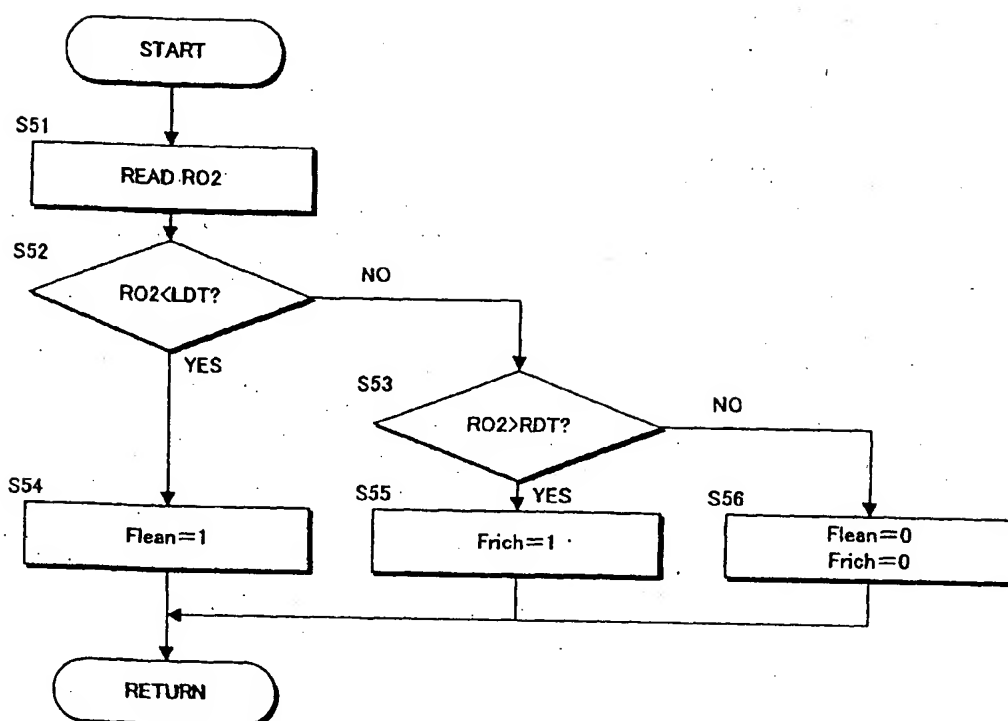 START
S51
READ RO2
S52
RO2<LDT?
NO
YES
S53
RO2>RDT?
NO
YES
S54
Flean=1
S55
Frich=1
S56
Flean=0
Frich=0
RETURN